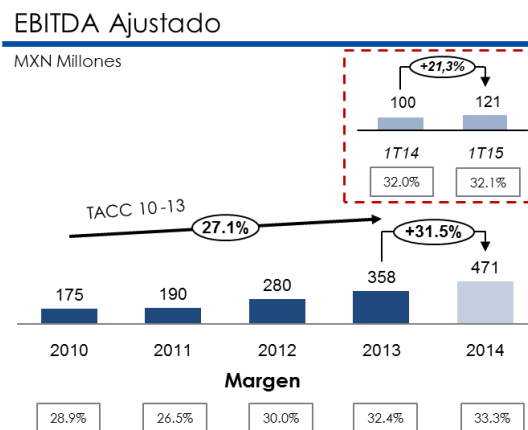 EBITDA Ajustado
MXN Millones
+21,3%
100 121
1T14 1T15
32.0% 32.1%
TACC 10-13
27.1%
+31.5%
175 190 280 358 471
2010 2011 2012 2013 2014
Margen
28.9% 26.5% 30.0% 32.4% 33.3%